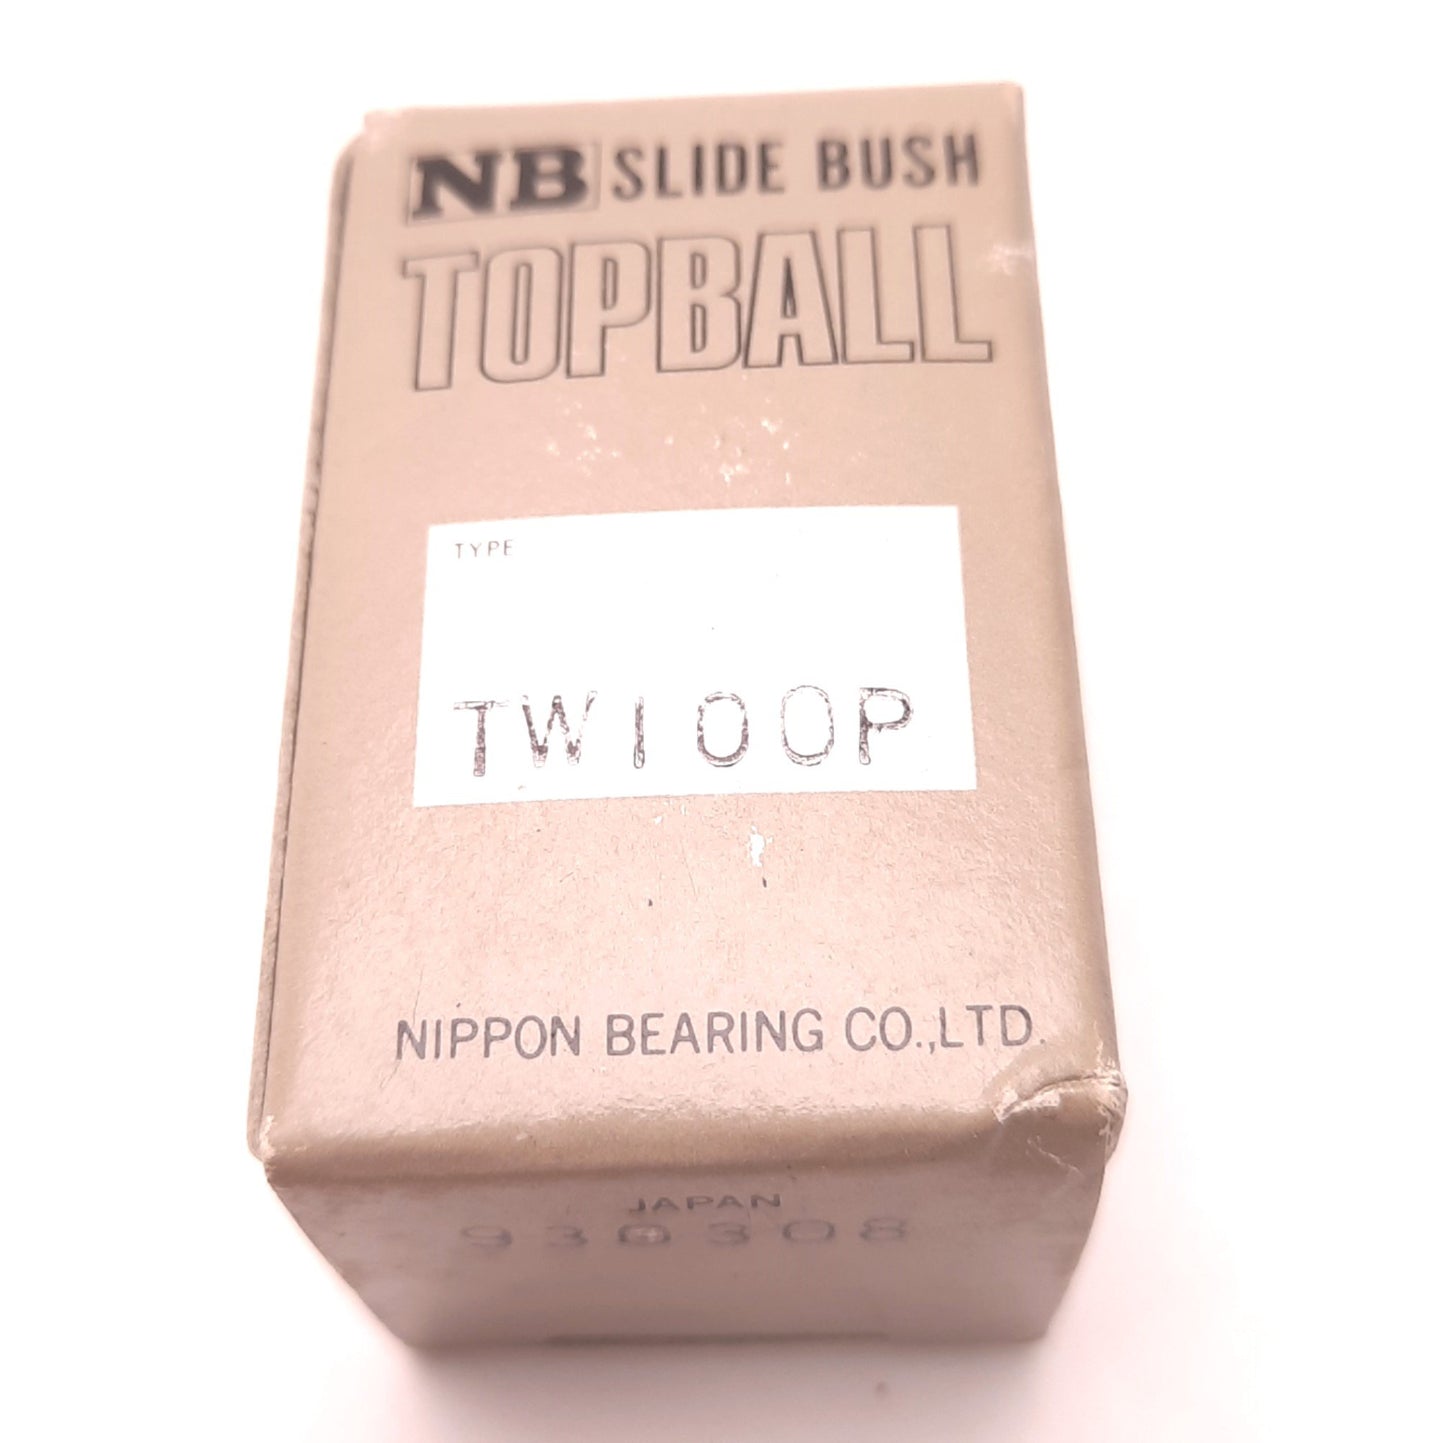 NB SLIDE BUSH
TOPBALL
TYPE
TW100P
NIPPON BEARING CO.,LTD.
JAPAN
930308